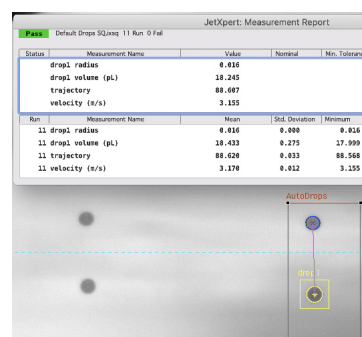 JetXpert: Measurement Report
Pass Default Drops SQ.ixsq 11 Run 0 Fail
Status Measurement Name Value Nominal Min. Toleranc
drop1 radius 0.016
drop1 volume (pL) 18.245
trajectory 88.607
velocity (m/s) 3.155
Run Measurement Name Mean Std. Deviation Minimum
11 drop1 radius 0.016 0.000 0.016
11 drop1 volume (pL) 18.433 0.275 17.999
11 trajectory 88.620 0.033 88.568
11 velocity (m/s) 3.170 0.012 3.155
AutoDrops
drop1